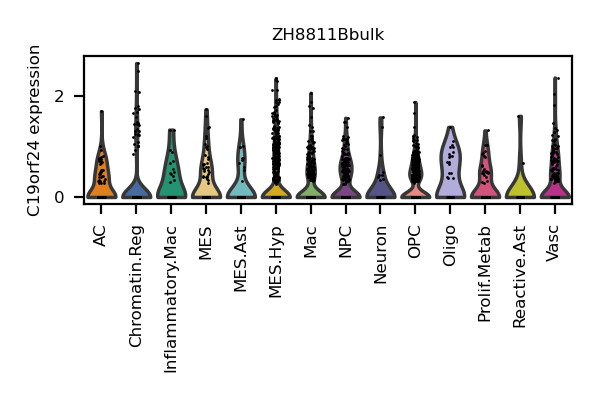 ZH8811Bbulk
C19orf24 expression
2
0
AC
Chromatin.Reg
Inflammatory.Mac
MES
MES.Ast
MES.Hyp
Mac
NPC
Neuron
OPC
Oligo
Prolif.Metab
Reactive.Ast
Vasc